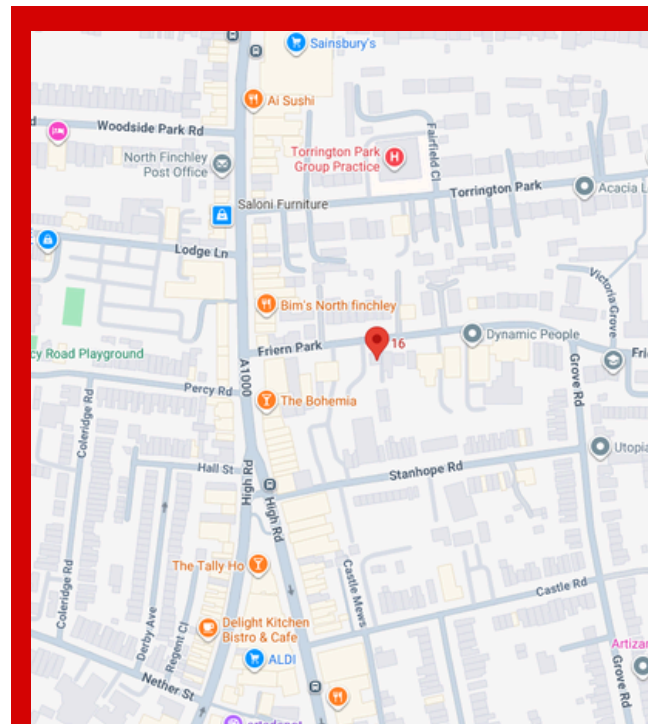 Sainsbury's
Ai Sushi
Woodside Park Rd
Fairfield Cl
North Finchley
Post Office
Torrington Park
Group Practice
Torrington Park
Acacia L
Saloni Furniture
Lodge Ln
Victoria Grove
Bim's North finchley
Dynamic People
Friern Park
16
Frie
cy Road Playground
A1000
Percy Rd
Grove Rd
The Bohemia
Coleridge Rd
Hall St
Stanhope Rd
Utopia
High Rd
High Rd
The Tally Ho
Castle Mews
Castle Rd
Coleridge Rd
Derby Ave
Regent Cl
Delight Kitchen
Bistro & Cafe
ALDI
Artizan
Grove Rd
Nether St
artsdepot